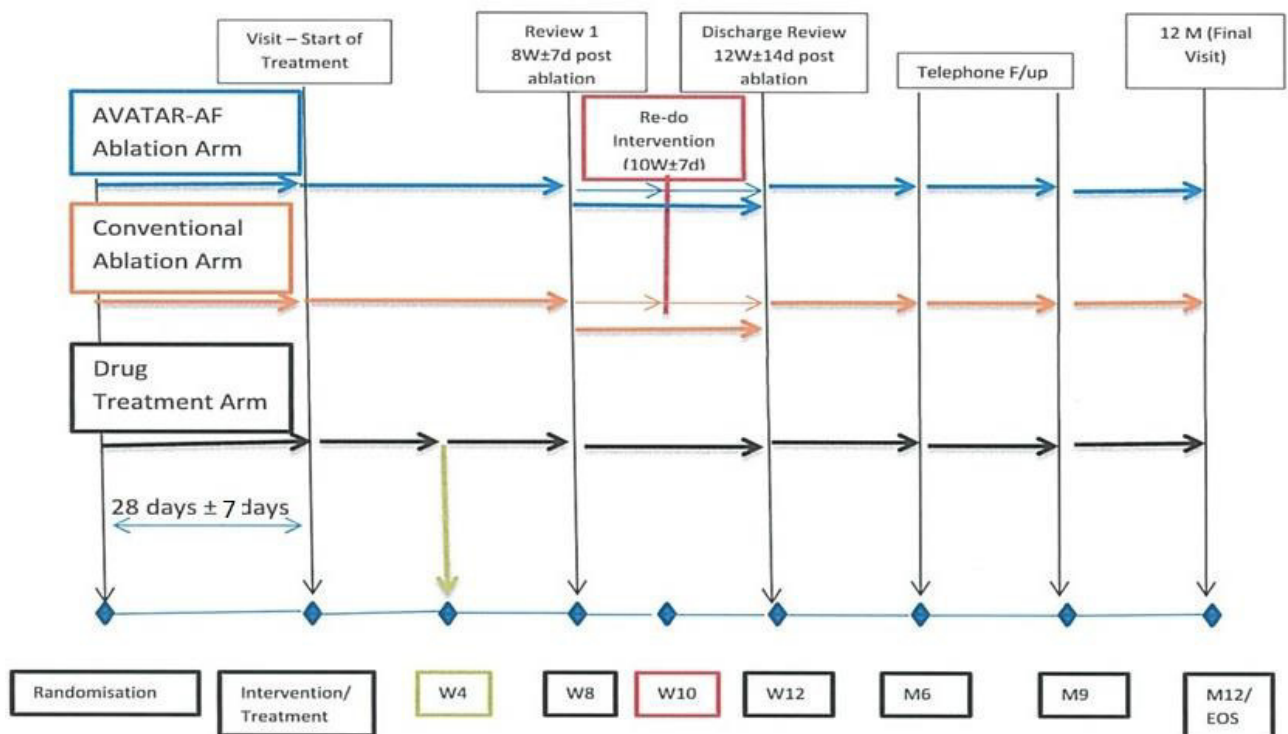 Visit – Start of
Treatment
Review 1
8W±7d post
ablation
Discharge Review
12W±14d post
ablation
Telephone F/up
12 M (Final
Visit)
AVATAR-AF
Ablation Arm
Re-do
Intervention
(10W±7d)
Conventional
Ablation Arm
Drug
Treatment Arm
28 days ± 7 days
Randomisation
Intervention/
Treatment
W4
W8
W10
W12
M6
M9
M12/
EOS